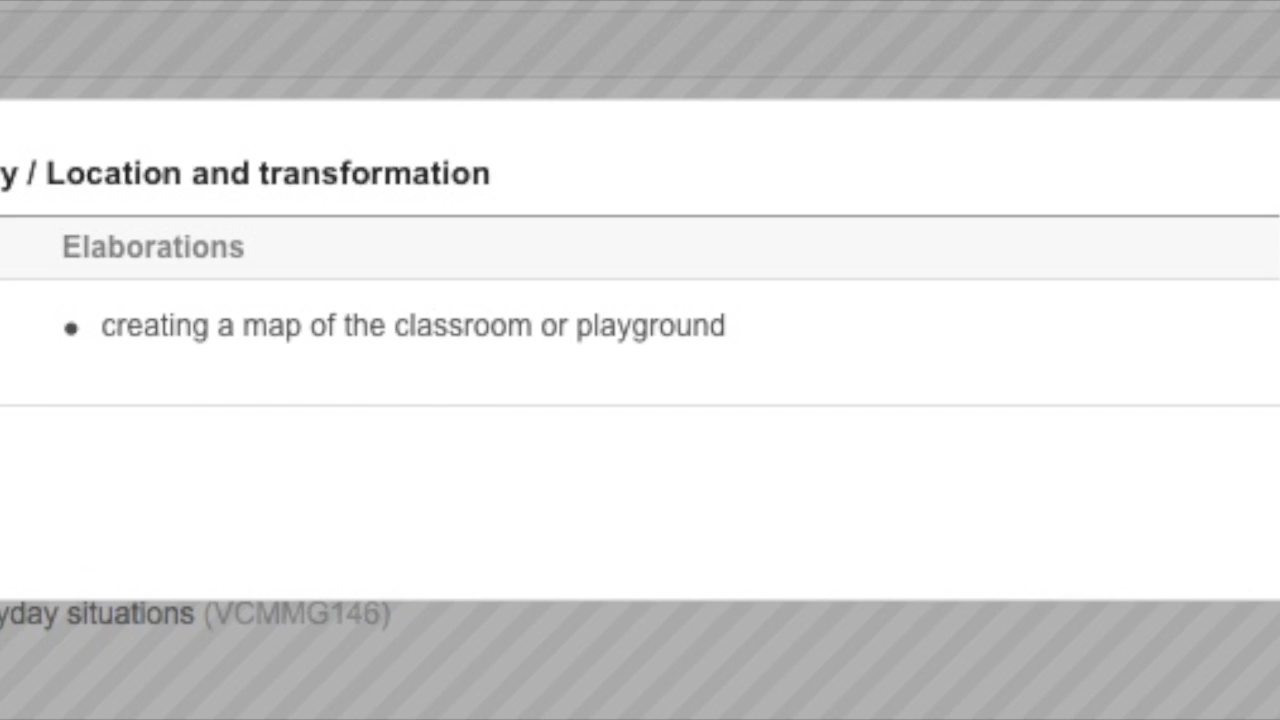 y / Location and transformation
Elaborations
• creating a map of the classroom or playground
yday situations (VCMMG146)